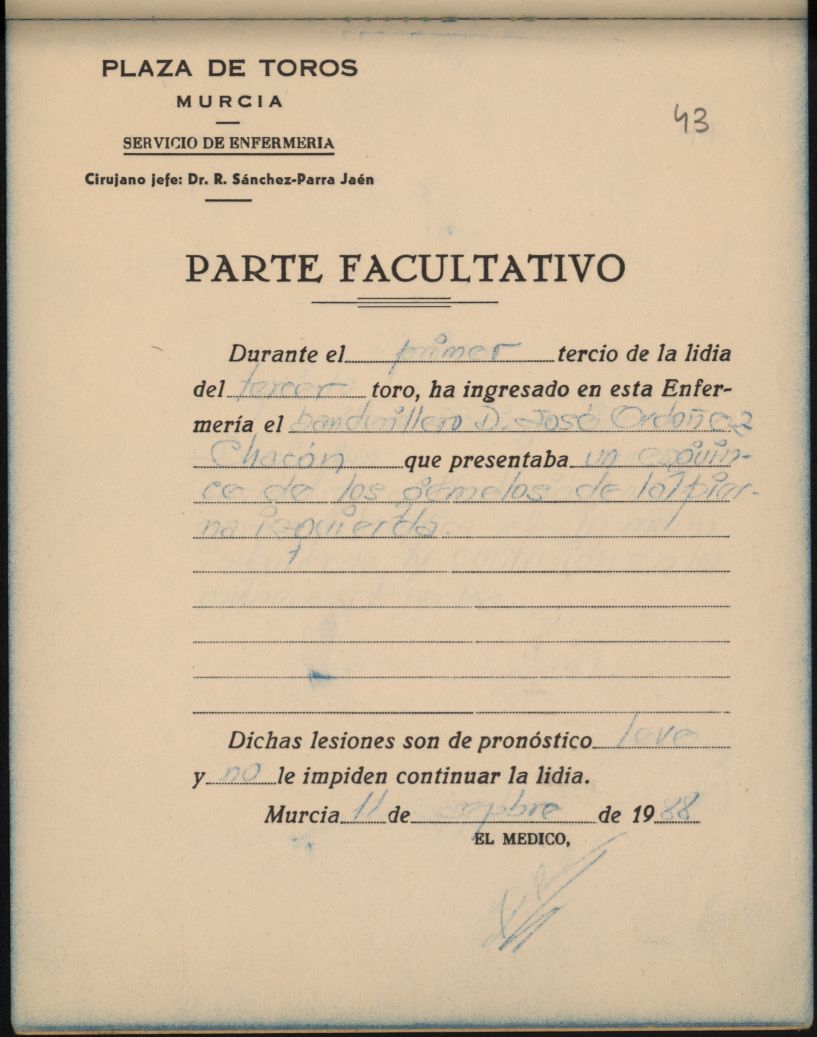 PLAZA DE TOROS
MURCIA
43
SERVICIO DE ENFERMERIA
Cirujano jefe: Dr. R. Sánchez-Parra Jaén
PARTE FACULTATIVO
Durante el primer tercio de la lidia
del tercer toro, ha ingresado en esta Enfer-
mería el banderillero D. José Ordoñez
Chacón que presentaba un esguin-
ce de los gemelos de la pier-
na izquierda.
Dichas lesiones son de pronóstico leve
y no le impiden continuar la lidia.
Murcia 11 de sepbre de 1988
EL MEDICO,